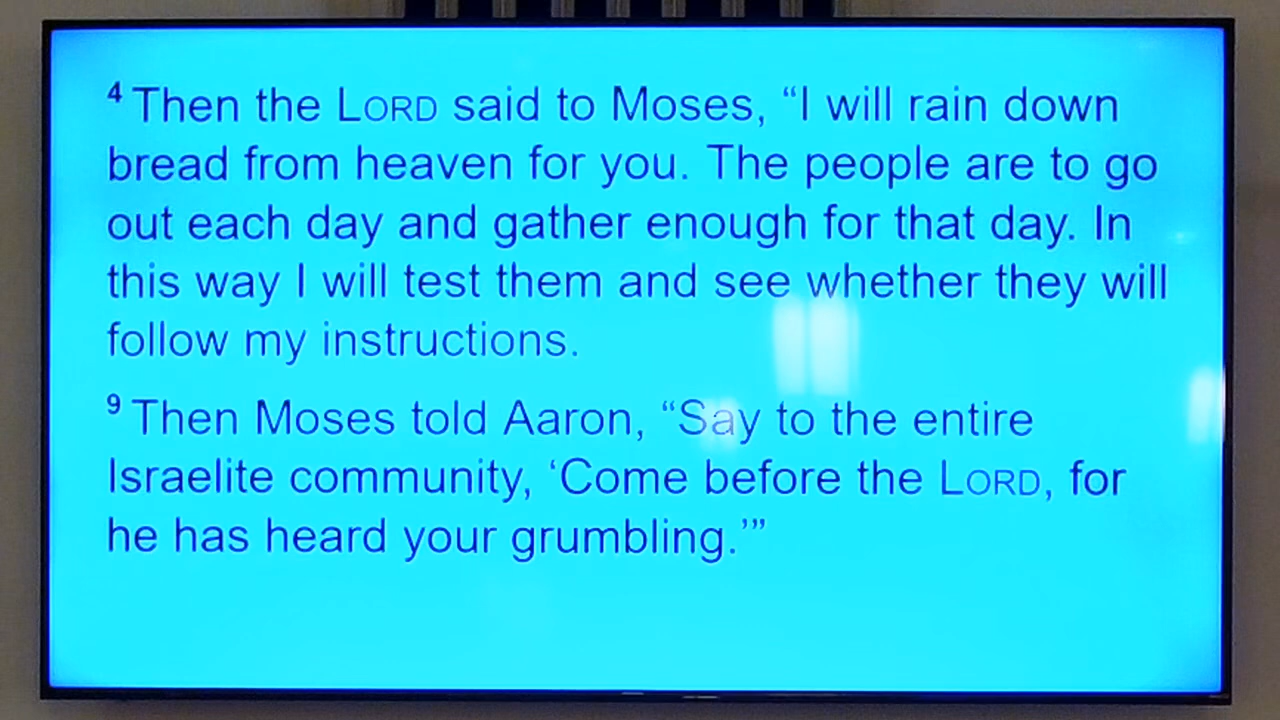 4 Then the LORD said to Moses, “I will rain down
bread from heaven for you. The people are to go
out each day and gather enough for that day. In
this way I will test them and see whether they will
follow my instructions.
9 Then Moses told Aaron, “Say to the entire
Israelite community, ‘Come before the LORD, for
he has heard your grumbling.’”